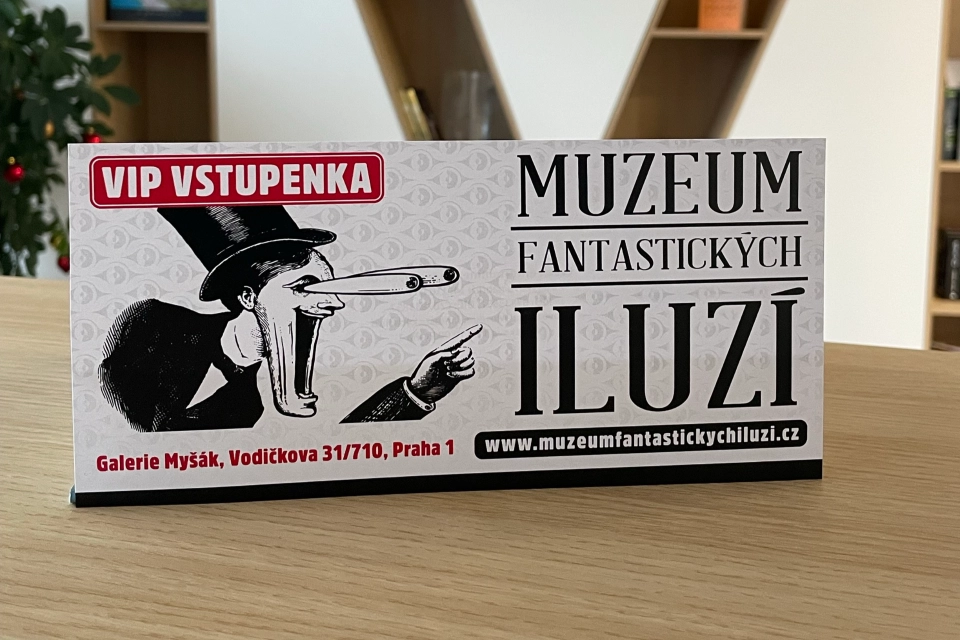 VIP VSTUPENKA
MUZEUM
FANTASTICKÝCH
ILUZÍ
www.muzeumfantastickychiluzi.cz
Galerie Myšák, Vodičkova 31/710, Praha 1